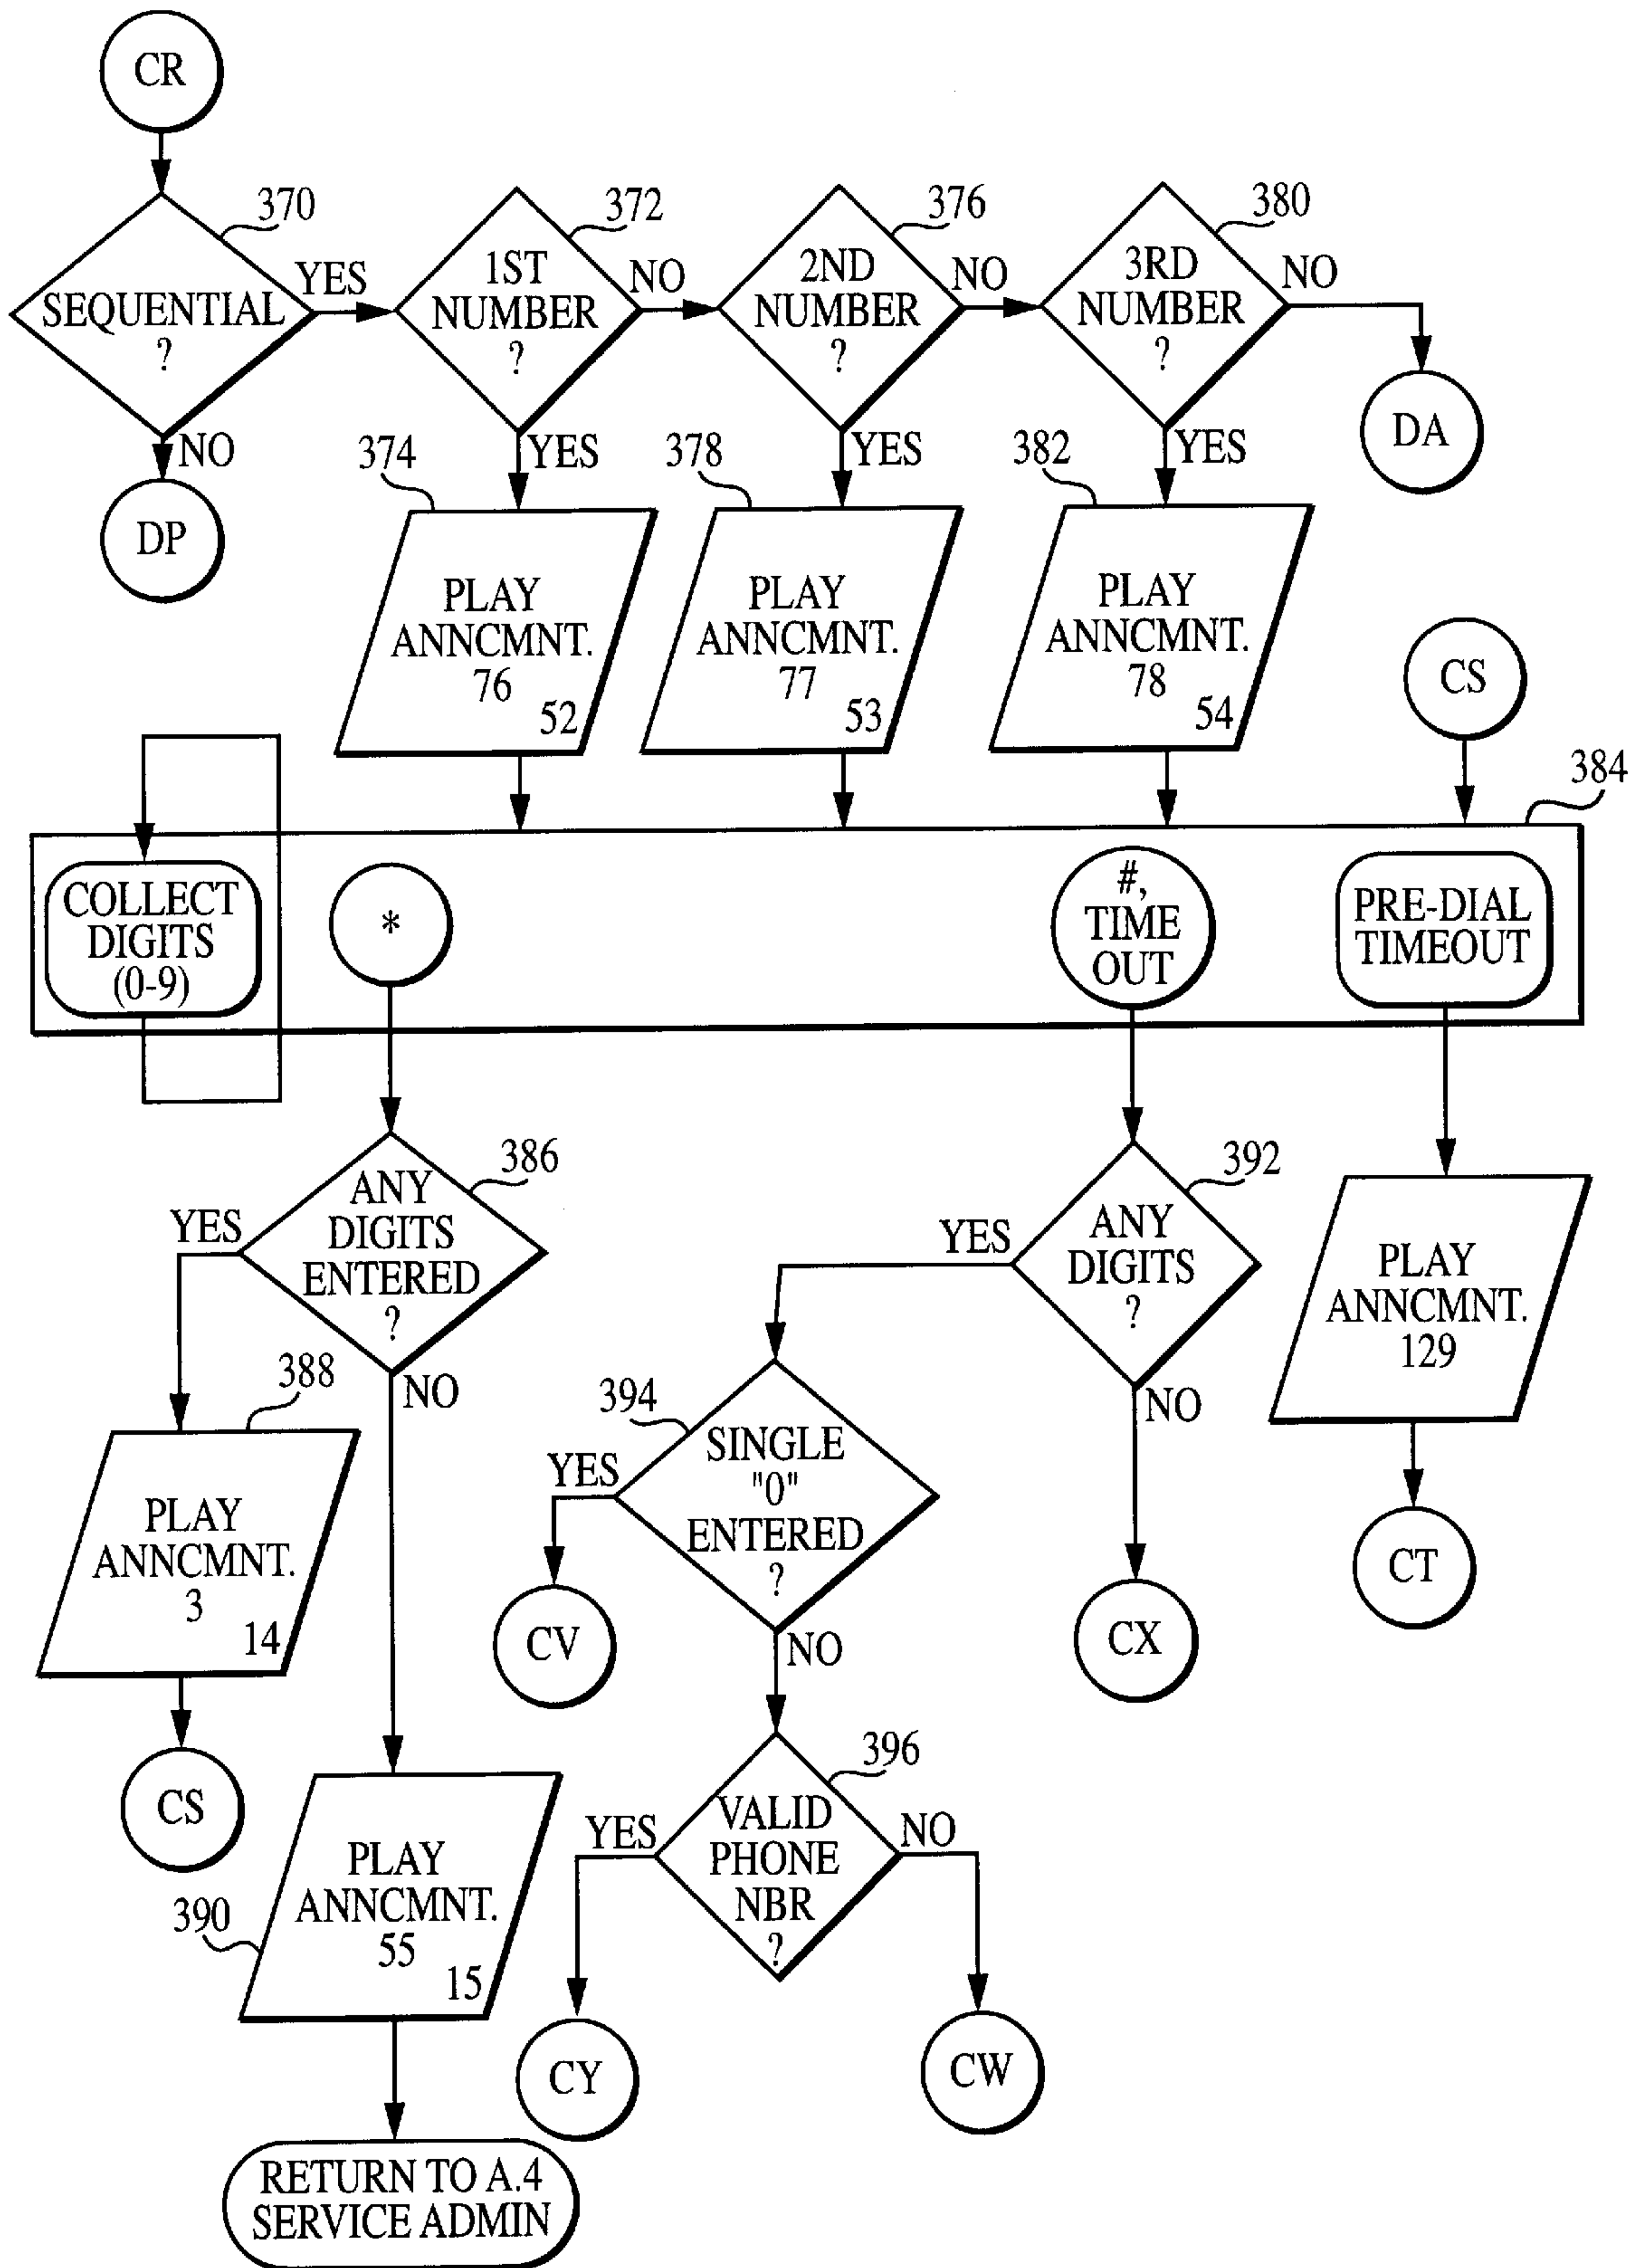 CR
370
SEQUENTIAL
?
YES
NO
DP
372
1ST
NUMBER
?
NO
YES
376
2ND
NUMBER
?
NO
YES
380
3RD
NUMBER
?
NO
YES
DA
374
PLAY
ANNCMNT.
76
52
378
PLAY
ANNCMNT.
77
53
382
PLAY
ANNCMNT.
78
54
CS
384
COLLECT
DIGITS
(0-9)
*
#,
TIME
OUT
PRE-DIAL
TIMEOUT
386
ANY
DIGITS
ENTERED
?
YES
NO
392
ANY
DIGITS
?
YES
NO
PLAY
ANNCMNT.
129
CT
388
PLAY
ANNCMNT.
3
14
CS
394
SINGLE
"0"
ENTERED
?
YES
NO
CV
CX
390
PLAY
ANNCMNT.
55
15
396
VALID
PHONE
NBR
?
YES
NO
CY
CW
RETURN TO A.4
SERVICE ADMIN